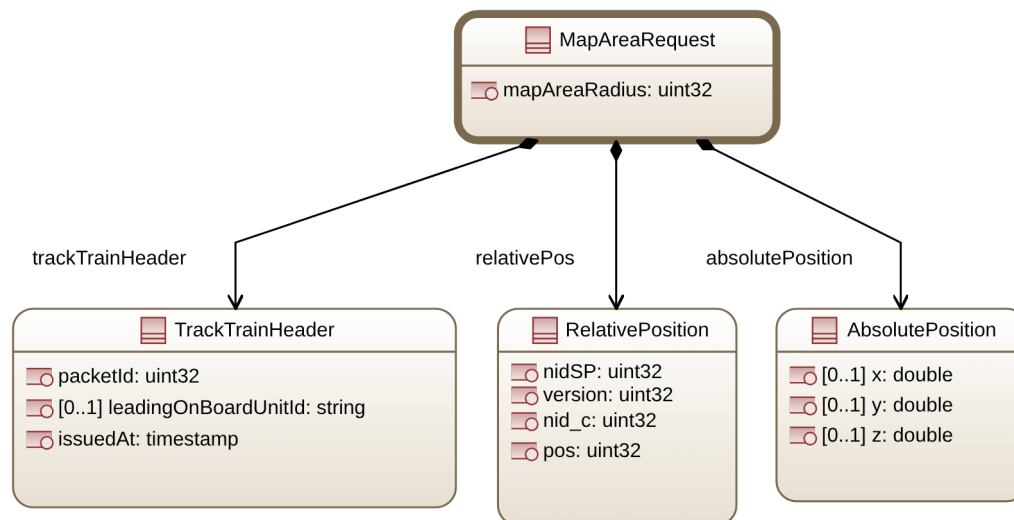 MapAreaRequest
mapAreaRadius: uint32
trackTrainHeader
relativePos
absolutePosition
TrackTrainHeader
packetId: uint32
[0..1] leadingOnBoardUnitId: string
issuedAt: timestamp
RelativePosition
nidSP: uint32
version: uint32
nid_c: uint32
pos: uint32
AbsolutePosition
[0..1] x: double
[0..1] y: double
[0..1] z: double